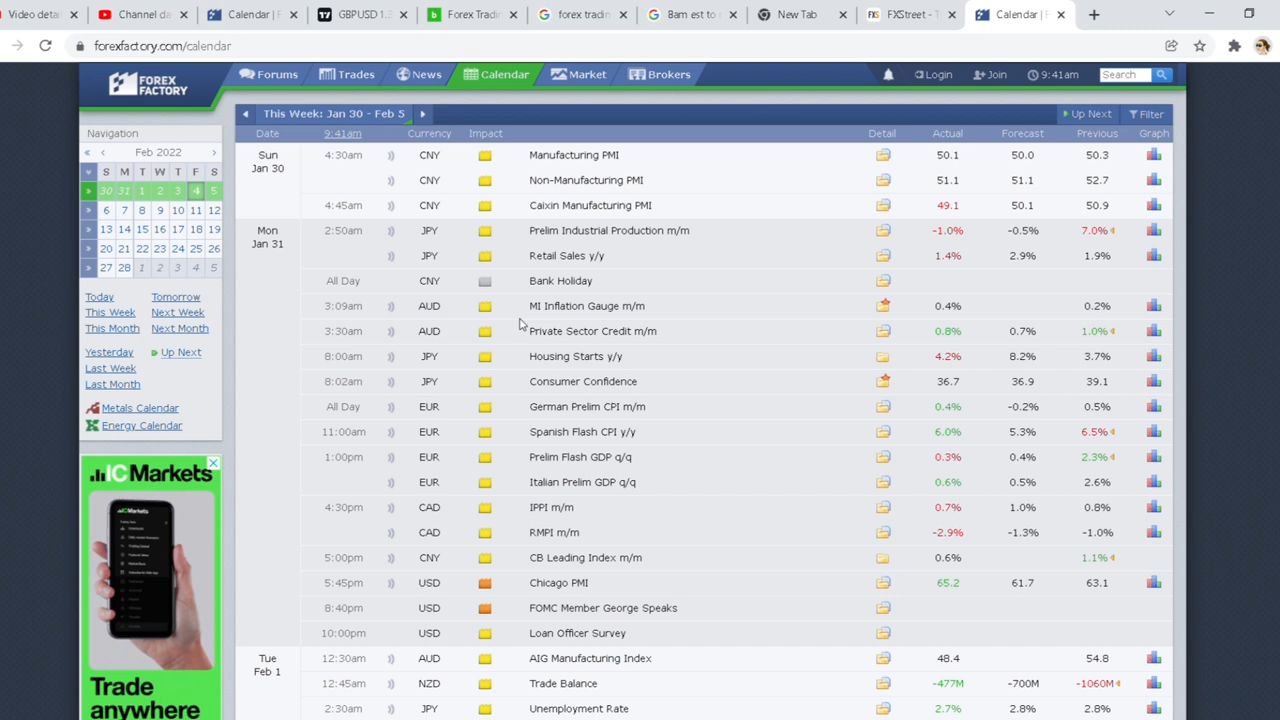 Video detai
Channel da
Calendar | F
GBPUSD 1.3
Forex Tradin
forex tradin
8am est to n
New Tab
FXStreet - T
Calendar | F
forexfactory.com/calendar
FOREX FACTORY
Forums
Trades
News
Calendar
Market
Brokers
Login
Join
9:41am
Search
Navigation
Feb 2022
S M T W T F S
30 31 1 2 3 4 5
6 7 8 9 10 11 12
13 14 15 16 17 18 19
20 21 22 23 24 25 26
27 28 1 2 3 4 5
Today Tomorrow
This Week Next Week
This Month Next Month
Yesterday Up Next
Last Week
Last Month
Metals Calendar
Energy Calendar
IC Markets
Trade
anywhere
This Week: Jan 30 - Feb 5
Up Next
Filter
Date 9:41am Currency Impact Detail Actual Forecast Previous Graph
Sun Jan 30 4:30am CNY Manufacturing PMI 50.1 50.0 50.3
CNY Non-Manufacturing PMI 51.1 51.1 52.7
4:45am CNY Caixin Manufacturing PMI 49.1 50.1 50.9
Mon Jan 31 2:50am JPY Prelim Industrial Production m/m -1.0% -0.5% 7.0%
JPY Retail Sales y/y 1.4% 2.9% 1.9%
All Day CNY Bank Holiday
3:09am AUD MI Inflation Gauge m/m 0.4% 0.2%
3:30am AUD Private Sector Credit m/m 0.8% 0.7% 1.0%
8:00am JPY Housing Starts y/y 4.2% 8.2% 3.7%
8:02am JPY Consumer Confidence 36.7 36.9 39.1
All Day EUR German Prelim CPI m/m 0.4% -0.2% 0.5%
11:00am EUR Spanish Flash CPI y/y 6.0% 5.3% 6.5%
1:00pm EUR Prelim Flash GDP q/q 0.3% 0.4% 2.3%
EUR Italian Prelim GDP q/q 0.6% 0.5% 2.6%
4:30pm CAD IPPI m/m 0.7% 1.0% 0.8%
CAD RMPI m/m -2.9% -1.3% -1.0%
5:00pm CNY CB Leading Index m/m 0.6% 1.1%
5:45pm USD Chicago PMI 65.2 61.7 63.1
8:40pm USD FOMC Member George Speaks
10:00pm USD Loan Officer Survey
Tue Feb 1 12:30am AUD AIG Manufacturing Index 48.4 54.8
12:45am NZD Trade Balance -477M -700M -1060M
2:30am JPY Unemployment Rate 2.7% 2.8% 2.8%